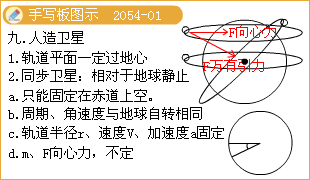 手写板图示 2054-01
九.人造卫星
1.轨道平面一定过地心
2.同步卫星：相对于地球静止
a.只能固定在赤道上空。
b.周期、角速度与地球自转相同
c.轨道半径r、速度V、加速度a固定
d.m、F向心力，不定
F向心力
F万有引力
r